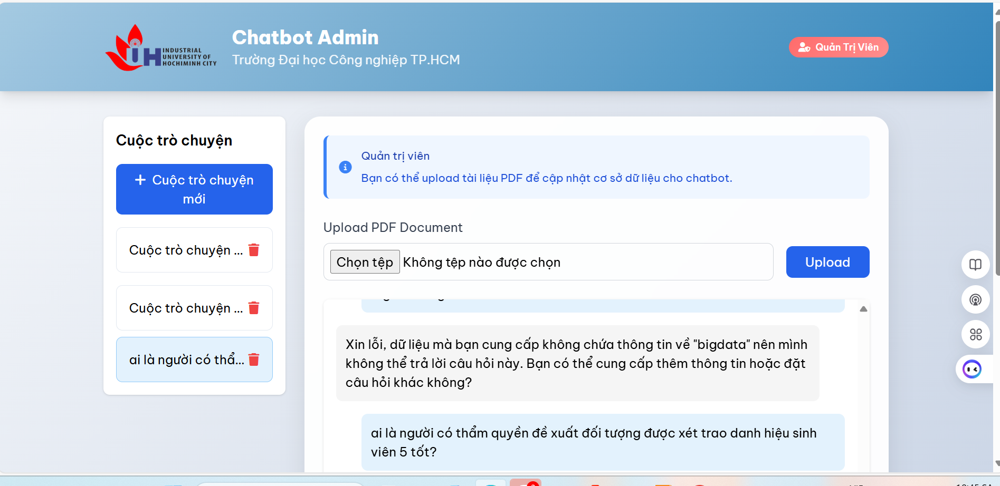 INDUSTRIAL
UNIVERSITY OF
HOCHIMINH CITY
IUH
Chatbot Admin
Trường Đại học Công nghiệp TP.HCM
Quản Trị Viên
Cuộc trò chuyện
+ Cuộc trò chuyện
mới
Cuộc trò chuyện ...
Cuộc trò chuyện ...
ai là người có thẩ...
Quản trị viên
Bạn có thể upload tài liệu PDF để cập nhật cơ sở dữ liệu cho chatbot.
Upload PDF Document
Chọn tệp Không tệp nào được chọn
Upload
Xin lỗi, dữ liệu mà bạn cung cấp không chứa thông tin về "bigdata" nên mình
không thể trả lời câu hỏi này. Bạn có thể cung cấp thêm thông tin hoặc đặt
câu hỏi khác không?
ai là người có thẩm quyền đề xuất đối tượng được xét trao danh hiệu sinh
viên 5 tốt?